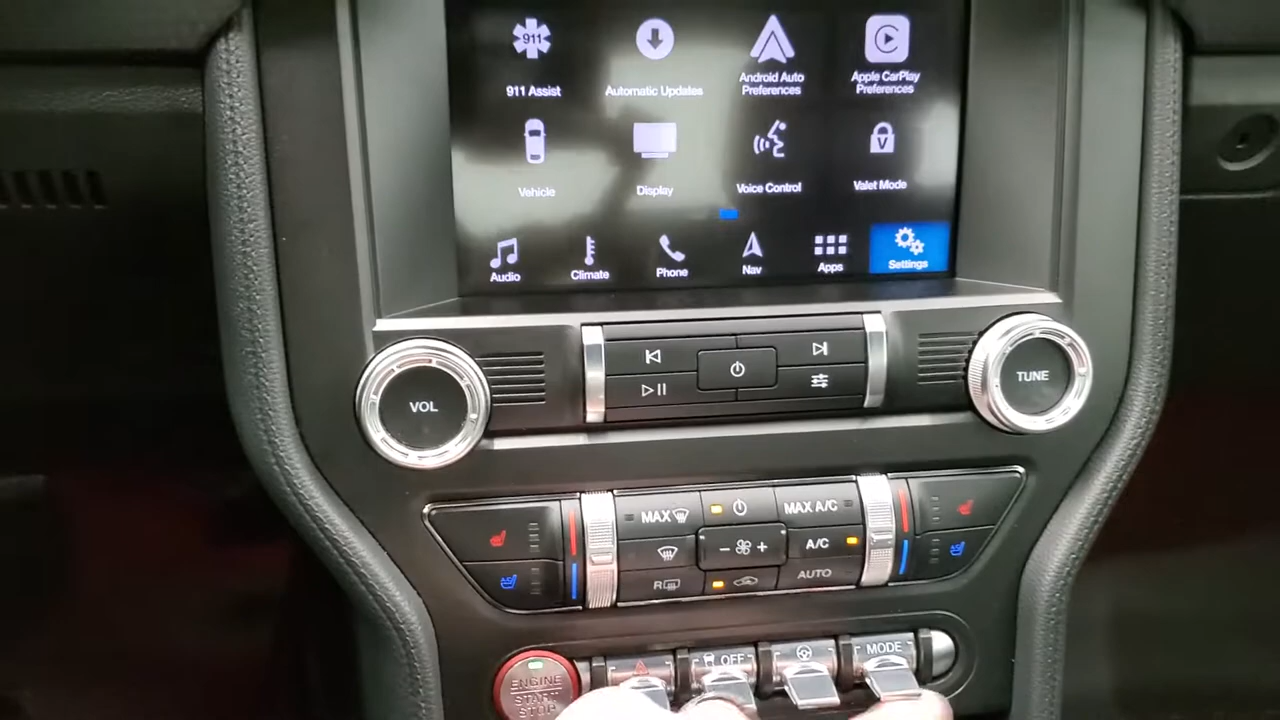 911
911 Assist
Automatic Updates
Android Auto
Preferences
Apple CarPlay
Preferences
Vehicle
Display
Voice Control
V
Valet Mode
Audio
Climate
Phone
Nav
Apps
Settings
VOL
TUNE
MAX
MAX A/C
A/C
R
AUTO
ENGINE
START
STOP
OFF
MODE